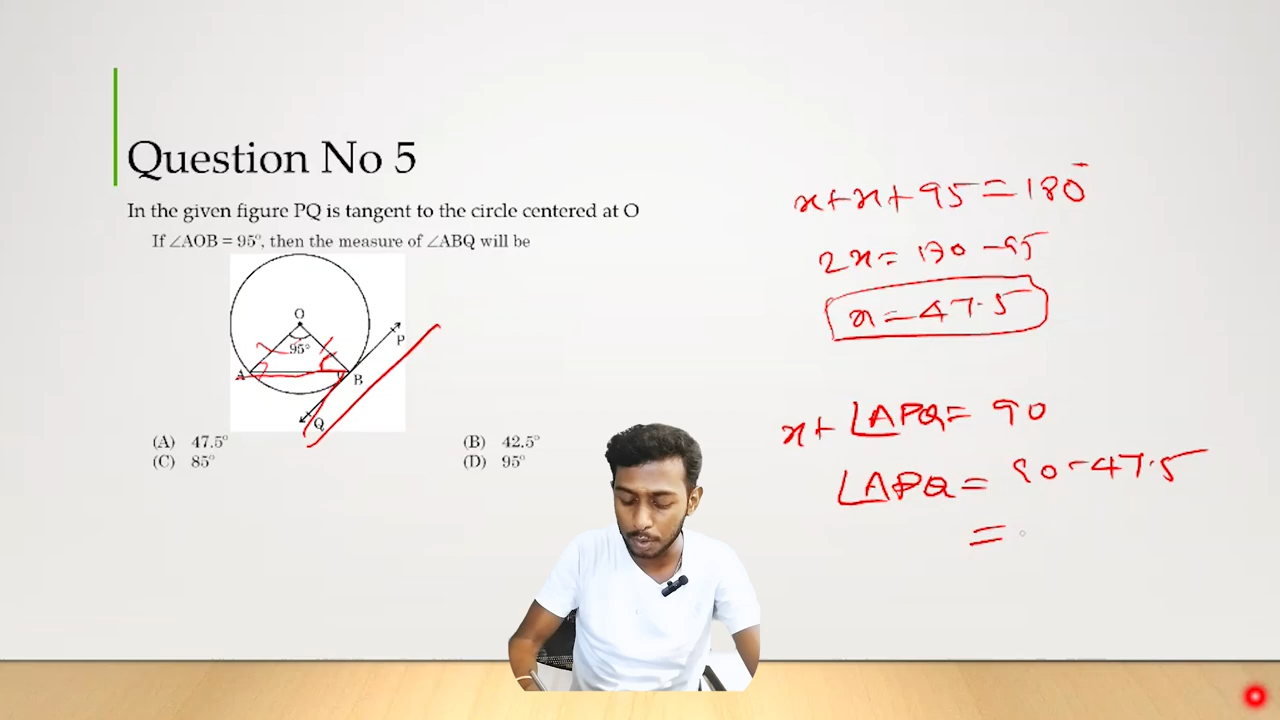 Question No 5
In the given figure PQ is tangent to the circle centered at O
If ∠AOB = 95°, then the measure of ∠ABQ will be
O
95°
P
A
B
Q
(A) 47.5°
(B) 42.5°
(C) 85°
(D) 95°
x+x+95=180°
2x= 180-95
x=47.5
x+ ∠APQ= 90
∠APQ= 90-47.5
=